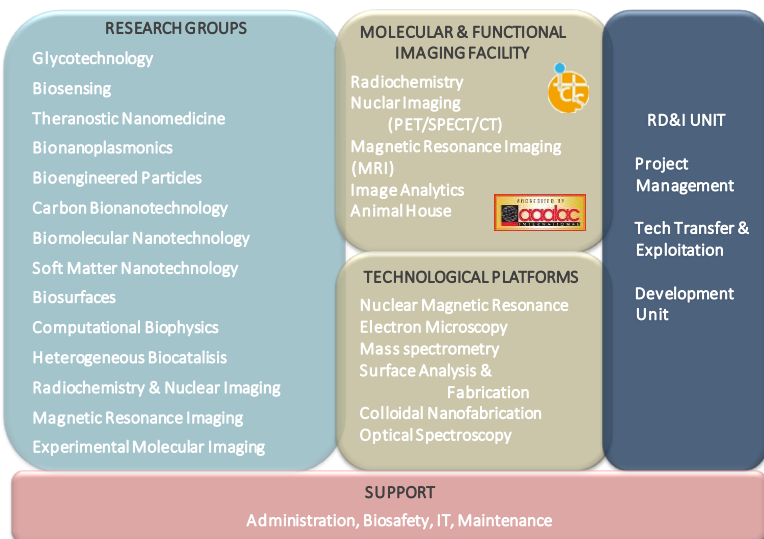 RESEARCH GROUPS
Glycotechnology
Biosensing
Theranostic Nanomedicine
Bionanoplasmonics
Bioengineered Particles
Carbon Bionanotechnology
Biomolecular Nanotechnology
Soft Matter Nanotechnology
Biosurfaces
Computational Biophysics
Heterogeneous Biocatalisis
Radiochemistry & Nuclear Imaging
Magnetic Resonance Imaging
Experimental Molecular Imaging
MOLECULAR & FUNCTIONAL
IMAGING FACILITY
Radiochemistry
Nuclar Imaging
(PET/SPECT/CT)
Magnetic Resonance Imaging
(MRI)
Image Analytics
Animal House
ACCREDITED BY
aaalac
INTERNATIONAL
TECHNOLOGICAL PLATFORMS
Nuclear Magnetic Resonance
Electron Microscopy
Mass spectrometry
Surface Analysis &
Fabrication
Colloidal Nanofabrication
Optical Spectroscopy
RD&I UNIT
Project
Management
Tech Transfer &
Exploitation
Development
Unit
SUPPORT
Administration, Biosafety, IT, Maintenance